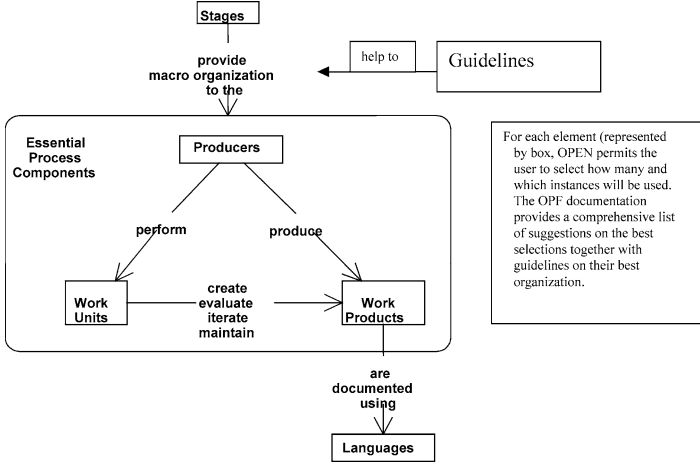 Stages
provide
macro organization
to the
help to
Guidelines
Essential
Process
Components
Producers
perform
produce
Work
Units
create
evaluate
iterate
maintain
Work
Products
are
documented
using
Languages
For each element (represented
by box, OPEN permits the
user to select how many and
which instances will be used.
The OPF documentation
provides a comprehensive list
of suggestions on the best
selections together with
guidelines on their best
organization.